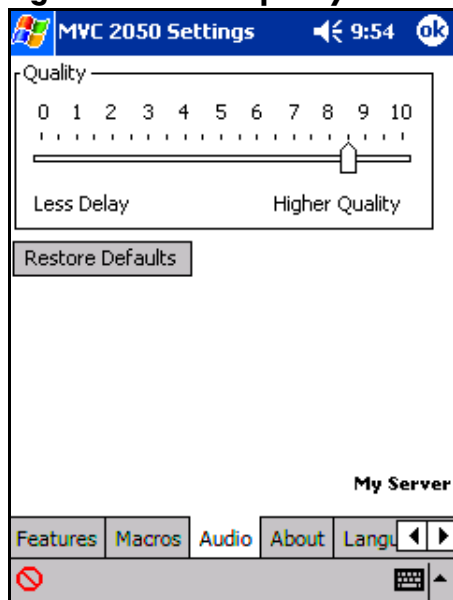 MVC 2050 Settings 9:54 ok
Quality
0 1 2 3 4 5 6 7 8 9 10
Less Delay Higher Quality
Restore Defaults
My Server
Features Macros Audio About Langu